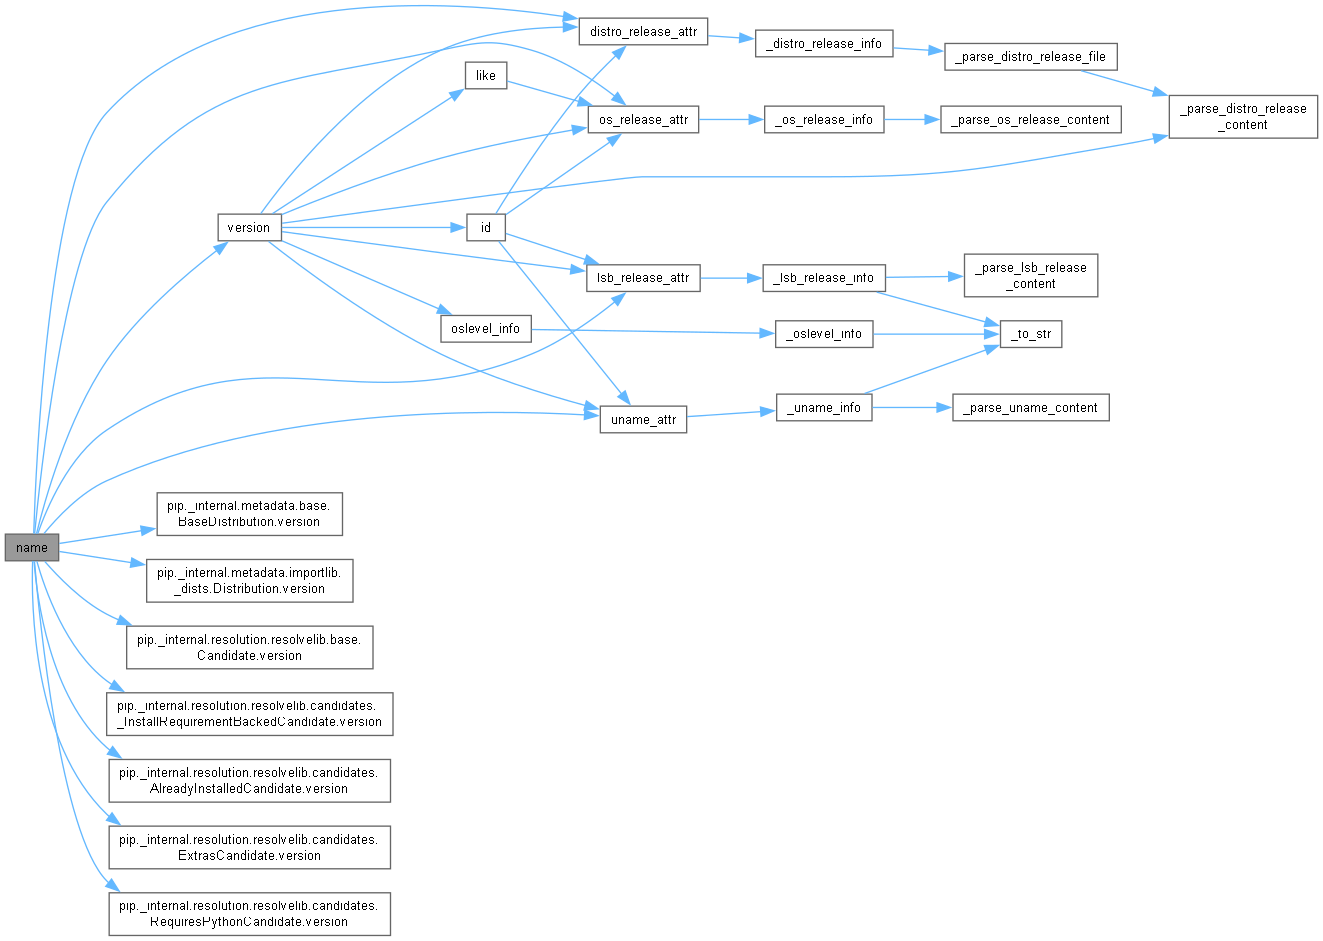 distro_release_attr
_distro_release_info
_parse_distro_release_file
like
_parse_distro_release
_content
os_release_attr
_os_release_info
_parse_os_release_content
version
id
lsb_release_attr
_lsb_release_info
_parse_lsb_release
_content
oslevel_info
_oslevel_info
_to_str
uname_attr
_uname_info
_parse_uname_content
pip._internal.metadata.base.
BaseDistribution.version
name
pip._internal.metadata.importlib.
_dists.Distribution.version
pip._internal.resolution.resolvelib.base.
Candidate.version
pip._internal.resolution.resolvelib.candidates.
_InstallRequirementBackedCandidate.version
pip._internal.resolution.resolvelib.candidates.
AlreadyInstalledCandidate.version
pip._internal.resolution.resolvelib.candidates.
ExtrasCandidate.version
pip._internal.resolution.resolvelib.candidates.
RequiresPythonCandidate.version